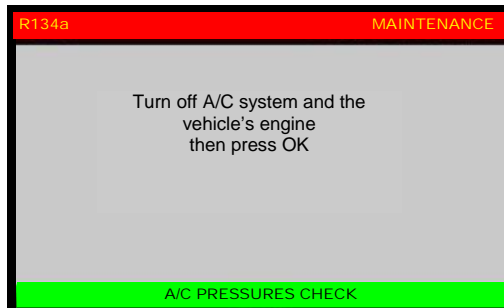 R134a MAINTENANCE
Turn off A/C system and the
vehicle’s engine
then press OK
A/C PRESSURES CHECK